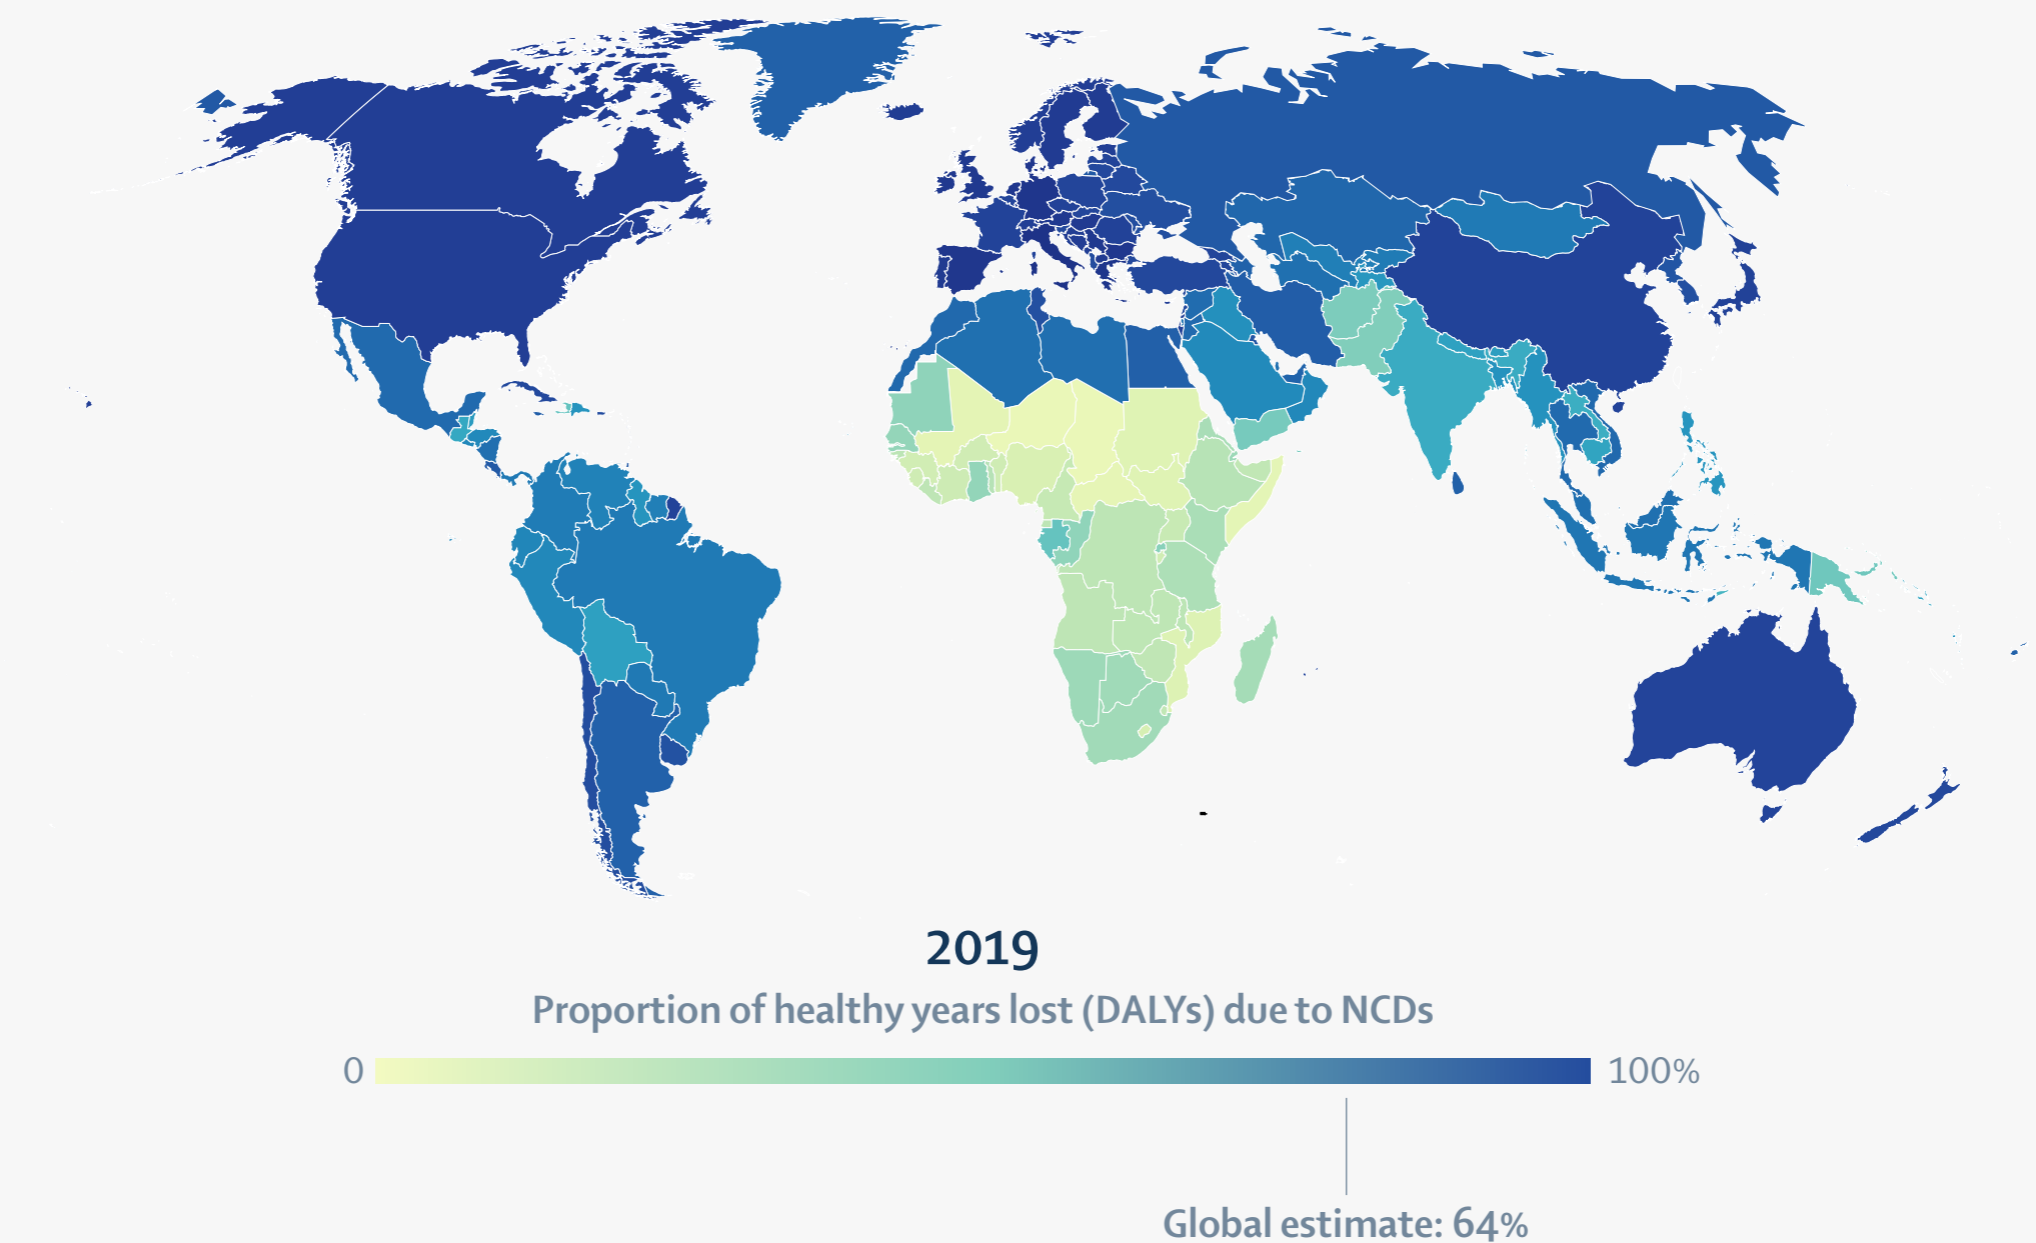 2019
Proportion of healthy years lost (DALYs) due to NCDs
0 100%
Global estimate: 64%